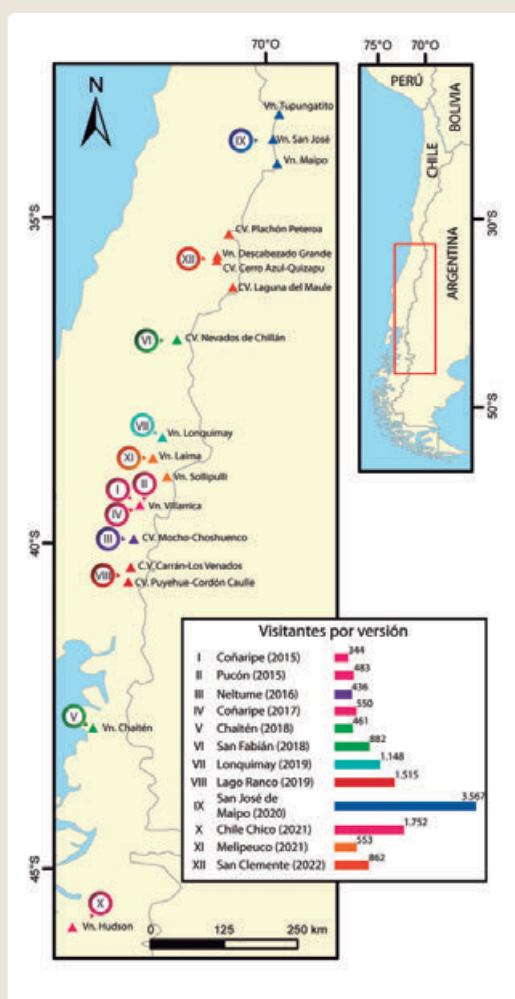 70°O
N
Vn. Tupungatito
IX
Vn. San José
Vn. Maipo
35°S
CV. Plachón Peteroa
XII
Vn. Descabezado Grande
CV. Cerro Azul-Quizapu
CV. Laguna del Maule
VI
CV. Nevados de Chillán
VII
Vn. Lonquimay
XI
Vn. Laima
II
Vn. Sollipulli
I
IV
Vn. Villarrica
III
CV. Mocho-Choshuenco
40°S
VIII
C.V. Carrán-Los Venados
CV. Puyehue-Cordón Caulle
V
Vn. Chaitén
45°S
X
Vn. Hudson
0 125 250 km
75°O 70°O
PERÚ
BOLIVIA
CHILE
30°S
ARGENTINA
50°S
Visitantes por versión
I Coñaripe (2015) 344
II Pucón (2015) 483
III Neltume (2016) 436
IV Coñaripe (2017) 550
V Chaitén (2018) 461
VI San Fabián (2018) 882
VII Lonquimay (2019) 1.148
VIII Lago Ranco (2019) 1.515
IX San José de
Maipo (2020) 3.567
X Chile Chico (2021) 1.752
XI Melipeuco (2021) 553
XII San Clemente (2022) 862